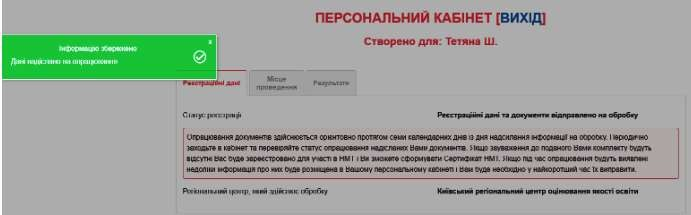 ПЕРСОНАЛЬНИЙ КАБІНЕТ [ВИХІД]
Створено для: Тетяна Ш.
x
Інформацію збережено
Дані надіслано на опрацювання
Реєстраційні дані
Місце
проведення
Результати
Статус реєстрації
Реєстраційні дані та документи відправлено на обробку
Опрацювання документів здійснюється орієнтовно протягом семи календарних днів із дня надсилання інформації на обробку. Періодично
заходьте в кабінет та перевіряйте статус опрацювання надісланих Вами документів. Якщо зауваження до поданого Вами комплекту будуть
відсутні Вас буде зареєстровано для участі в НМТ і Ви зможете сформувати Сертифікат НМТ. Якщо під час опрацювання будуть виявлені
недоліки інформація про них буде розміщена в Вашому персональному кабінеті і Вам буде необхідно у найкоротший час їх виправити.
Регіональний центр, який здійснює обробку
Київський регіональний центр оцінювання якості освіти